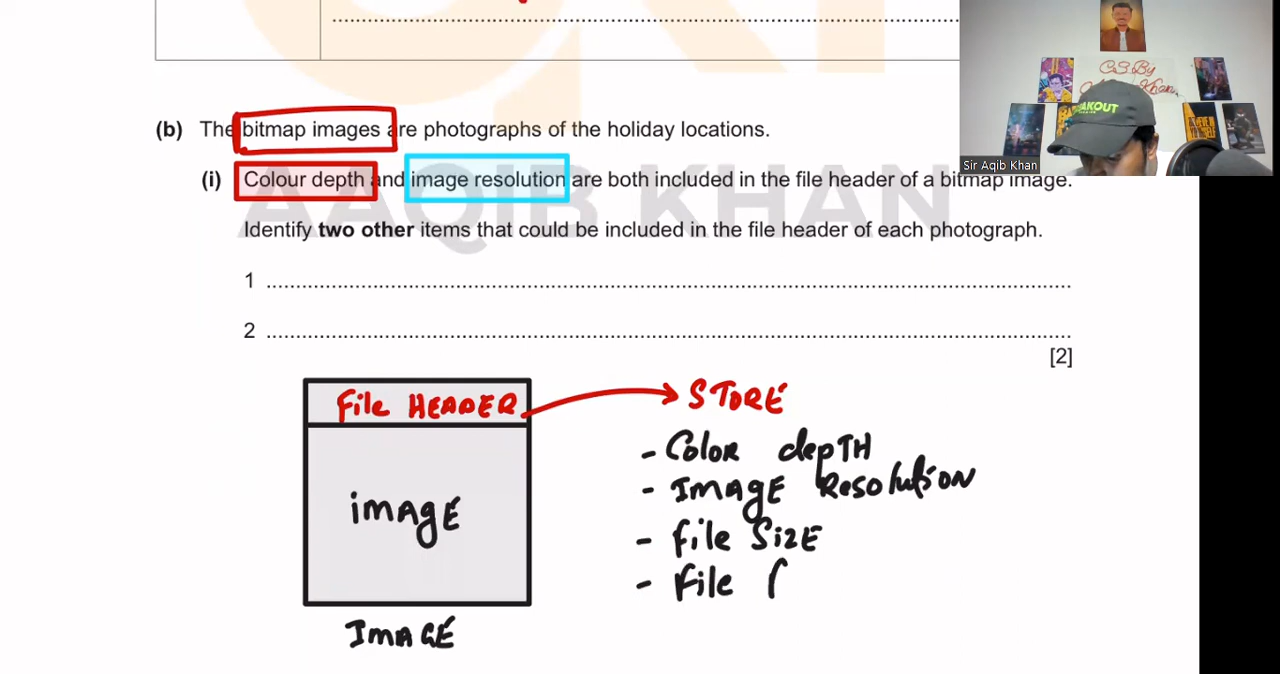 (b) The bitmap images are photographs of the holiday locations.
(i) Colour depth and image resolution are both included in the file header of a bitmap image.
AAQIB KHAN
Identify two other items that could be included in the file header of each photograph.
1
2
[2]
File HEADER
STORE
- Color depTH
- IMAgE Resolution
- file SizE
- File (
imAgE
ImAGE
CS By
Khan
Sir Aqib Khan